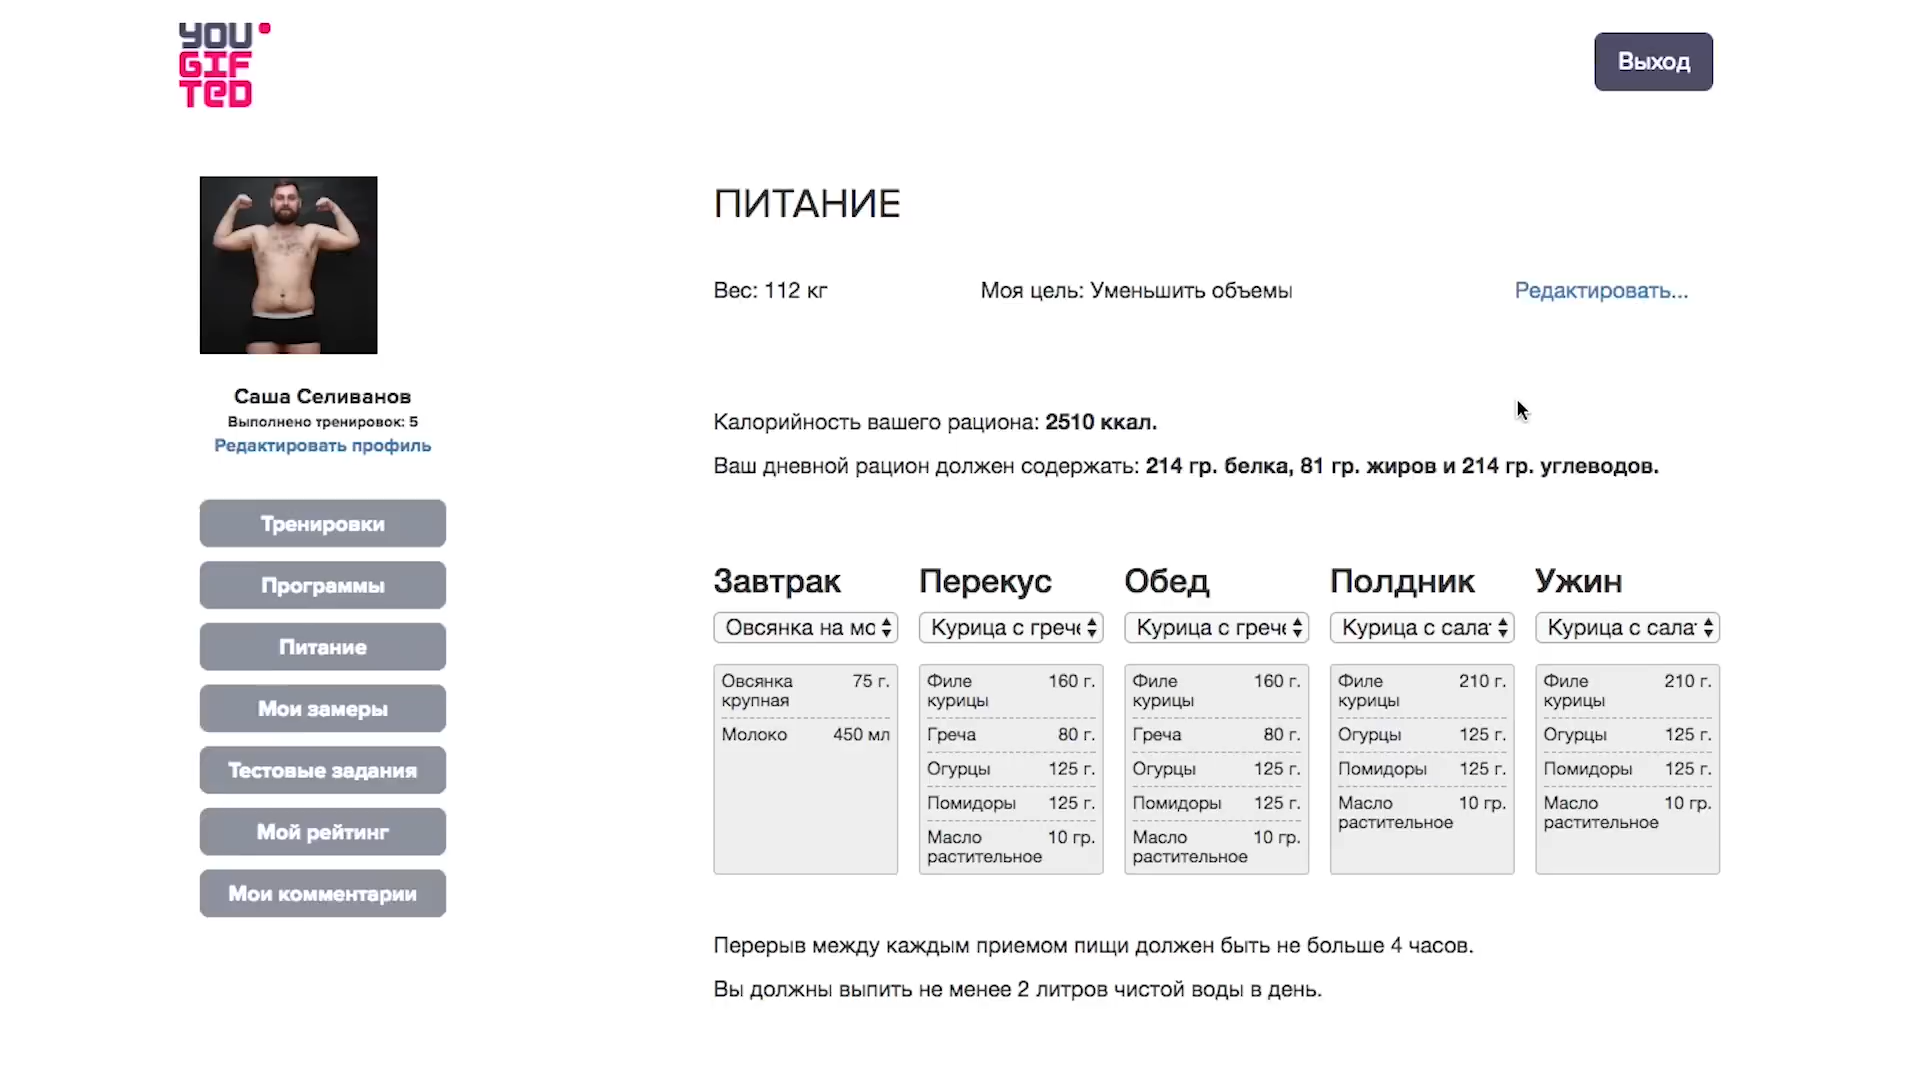 YOU
GIF
TED
Выход
Саша Селиванов
Выполнено тренировок: 5
Редактировать профиль
Тренировки
Программы
Питание
Мои замеры
Тестовые задания
Мой рейтинг
Мои комментарии
ПИТАНИЕ
Вес: 112 кг
Моя цель: Уменьшить объемы
Редактировать...
Калорийность вашего рациона: 2510 ккал.
Ваш дневной рацион должен содержать: 214 гр. белка, 81 гр. жиров и 214 гр. углеводов.
Завтрак
Овсянка на мо
Овсянка 75 г.
крупная
Молоко 450 мл
Перекус
Курица с грече
Филе 160 г.
курицы
Греча 80 г.
Огурцы 125 г.
Помидоры 125 г.
Масло 10 гр.
растительное
Обед
Курица с грече
Филе 160 г.
курицы
Греча 80 г.
Огурцы 125 г.
Помидоры 125 г.
Масло 10 гр.
растительное
Полдник
Курица с салат
Филе 210 г.
курицы
Огурцы 125 г.
Помидоры 125 г.
Масло 10 гр.
растительное
Ужин
Курица с салат
Филе 210 г.
курицы
Огурцы 125 г.
Помидоры 125 г.
Масло 10 гр.
растительное
Перерыв между каждым приемом пищи должен быть не больше 4 часов.
Вы должны выпить не менее 2 литров чистой воды в день.